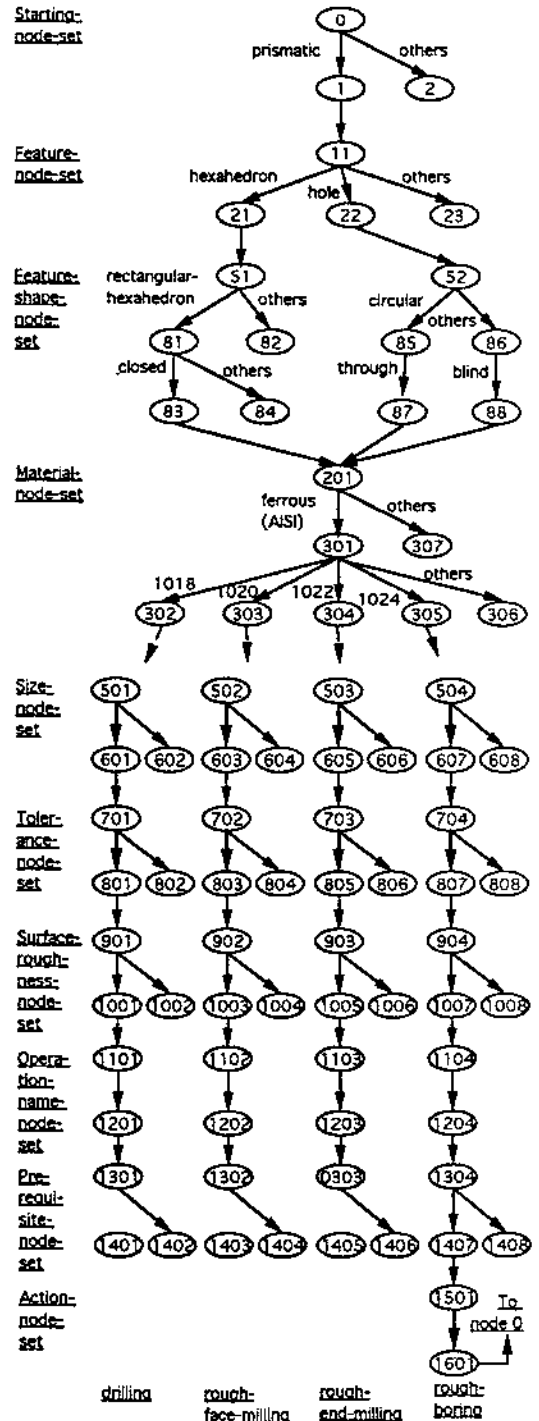 Starting-
node-set
0
prismatic
others
1
2
Feature-
node-set
11
hexahedron
hole
others
21
22
23
Feature-
shape-
node-
set
51
52
rectangular-
hexahedron
others
circular
others
81
82
85
86
closed
others
through
blind
83
84
87
88
Material-
node-set
201
ferrous
(AISI)
others
301
307
1018
1020
1022
1024
others
302
303
304
305
306
Size-
node-
set
501
502
503
504
601
602
603
604
605
606
607
608
Toler-
ance-
node-
set
701
702
703
704
801
802
803
804
805
806
807
808
Surface-
rough-
ness-
node-
set
901
902
903
904
1001
1002
1003
1004
1005
1006
1007
1008
Opera-
tion-
name-
node-
set
1101
1102
1103
1104
1201
1202
1203
1204
Pre-
requi-
site-
node-
set
1301
1302
0303
1304
1401
1402
1403
1404
1405
1406
1407
1408
Action-
node-
set
1501
To
node 0
1601
drilling
rough-
face-milling
rough-
end-milling
rough-
boring